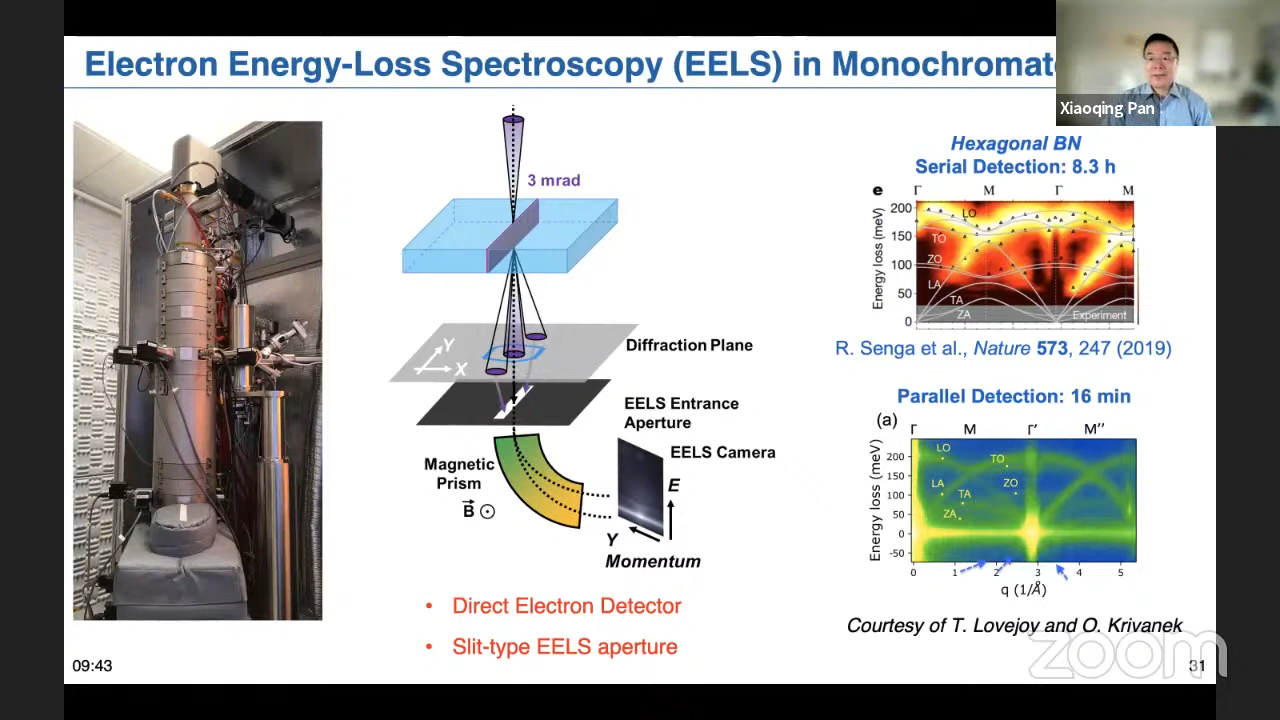 Electron Energy-Loss Spectroscopy (EELS) in Monochromat
Xiaoqing Pan
3 mrad
Y
X
Diffraction Plane
EELS Entrance
Aperture
EELS Camera
Magnetic
Prism
B
E
Y
Momentum
• Direct Electron Detector
• Slit-type EELS aperture
Hexagonal BN
Serial Detection: 8.3 h
e
Γ M Γ M
Energy loss (meV)
200
150
100
50
0
LO
TO
ZO
LA
TA
ZA
Experiment
R. Senga et al., Nature 573, 247 (2019)
Parallel Detection: 16 min
(a)
Γ M Γ' M''
Energy loss (meV)
200
150
100
50
0
-50
LO
TO
LA
ZO
TA
ZA
0 1 2 3 4 5
q (1/Å)
Courtesy of T. Lovejoy and O. Krivanek
zoom
09:43
31